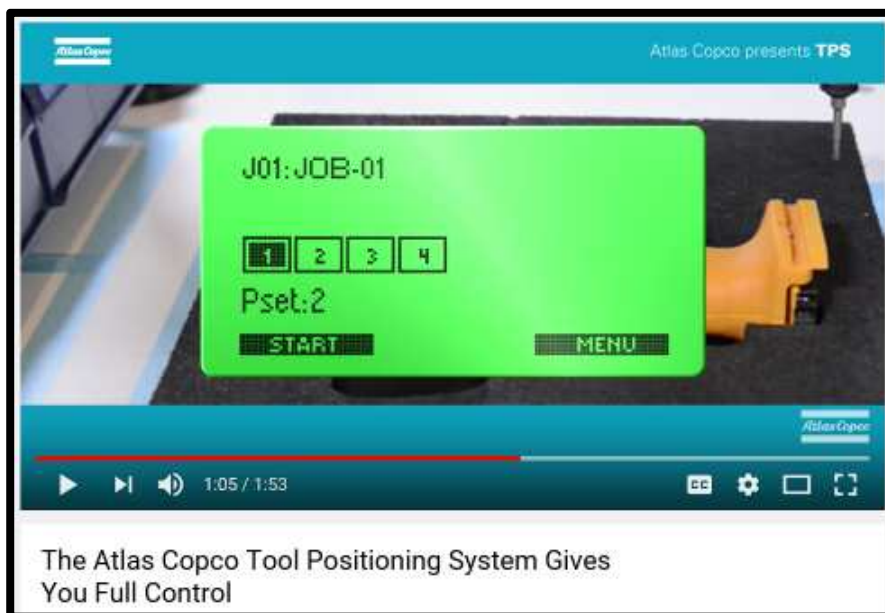 Atlas Copco
Atlas Copco presents TPS
J01:JOB-01
1 2 3 4
Pset:2
START MENU
Atlas Copco
1:05 / 1:53
CC
The Atlas Copco Tool Positioning System Gives
You Full Control